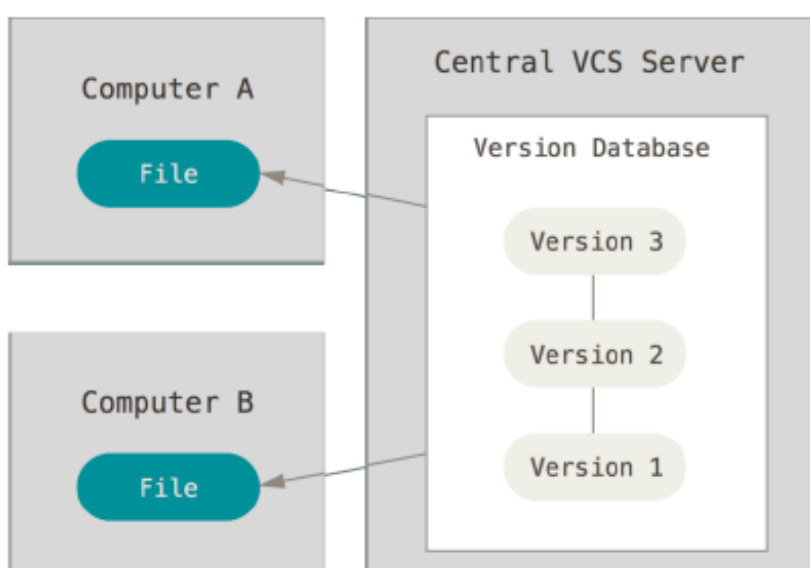 Computer A
File
Central VCS Server
Version Database
Version 3
Version 2
Version 1
Computer B
File